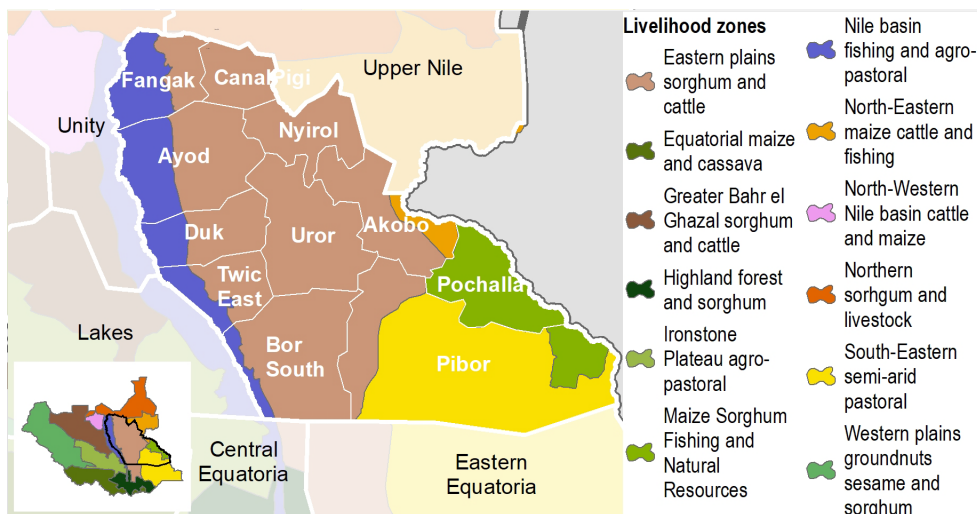 Fangak
CanalPigi
Upper Nile
Unity
Nyirol
Ayod
Duk
Uror
Akobo
Twic
East
Pochalla
Lakes
Bor
South
Pibor
Central
Equatoria
Eastern
Equatoria
Livelihood zones
Eastern plains
sorghum and
cattle
Equatorial maize
and cassava
Greater Bahr el
Ghazal sorghum
and cattle
Highland forest
and sorghum
Ironstone
Plateau agro-
pastoral
Maize Sorghum
Fishing and
Natural
Resources
Nile basin
fishing and agro-
pastoral
North-Eastern
maize cattle and
fishing
North-Western
Nile basin cattle
and maize
Northern
sorhgum and
livestock
South-Eastern
semi-arid
pastoral
Western plains
groundnuts
sesame and
sorghum